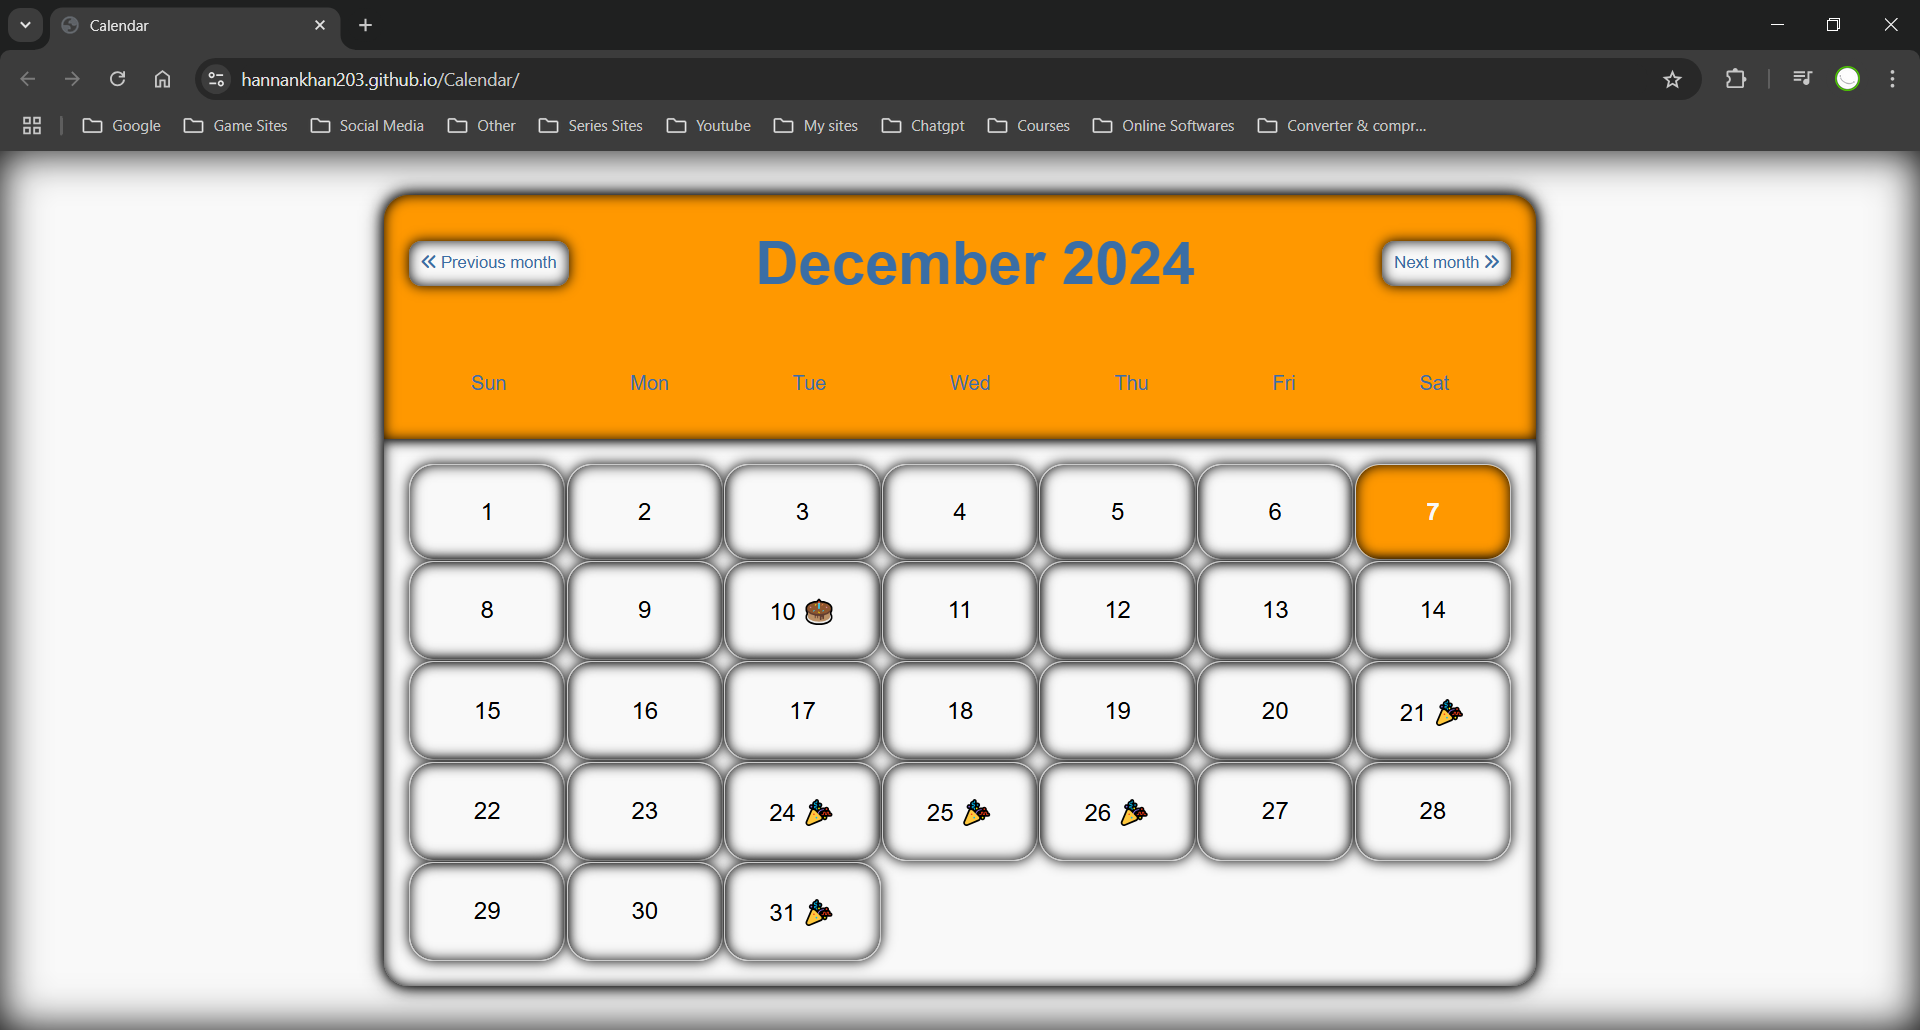 Calendar
hannankhan203.github.io/Calendar/
Google Game Sites Social Media Other Series Sites Youtube My sites Chatgpt Courses Online Softwares Converter & compr...
Previous month December 2024 Next month
Sun Mon Tue Wed Thu Fri Sat
1 2 3 4 5 6 7
8 9 10 11 12 13 14
15 16 17 18 19 20 21
22 23 24 25 26 27 28
29 30 31